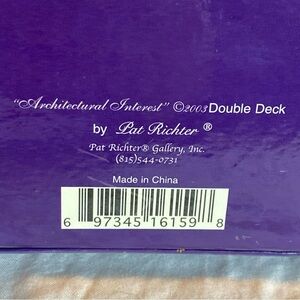 "Architectural Interest" ©2003 Double Deck
by Pat Richter ®
Pat Richter® Gallery, Inc.
(815)544-0731
Made in China
6 97345 16159 8